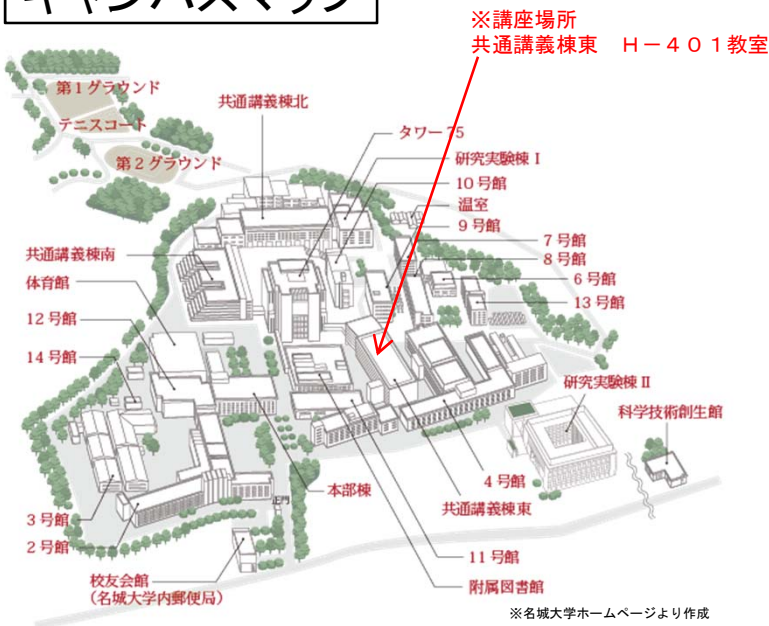 キャンパスマップ
※講座場所
共通講義棟東　H－４０１教室
第1グラウンド
共通講義棟北
テニスコート
タワー75
第2グラウンド
研究実験棟Ⅰ
10号館
温室
9号館
7号館
共通講義棟南
8号館
体育館
6号館
12号館
13号館
14号館
研究実験棟Ⅱ
科学技術創生館
4号館
本部棟
正門
共通講義棟東
3号館
2号館
11号館
校友会館
(名城大学内郵便局)
附属図書館
※名城大学ホームページより作成